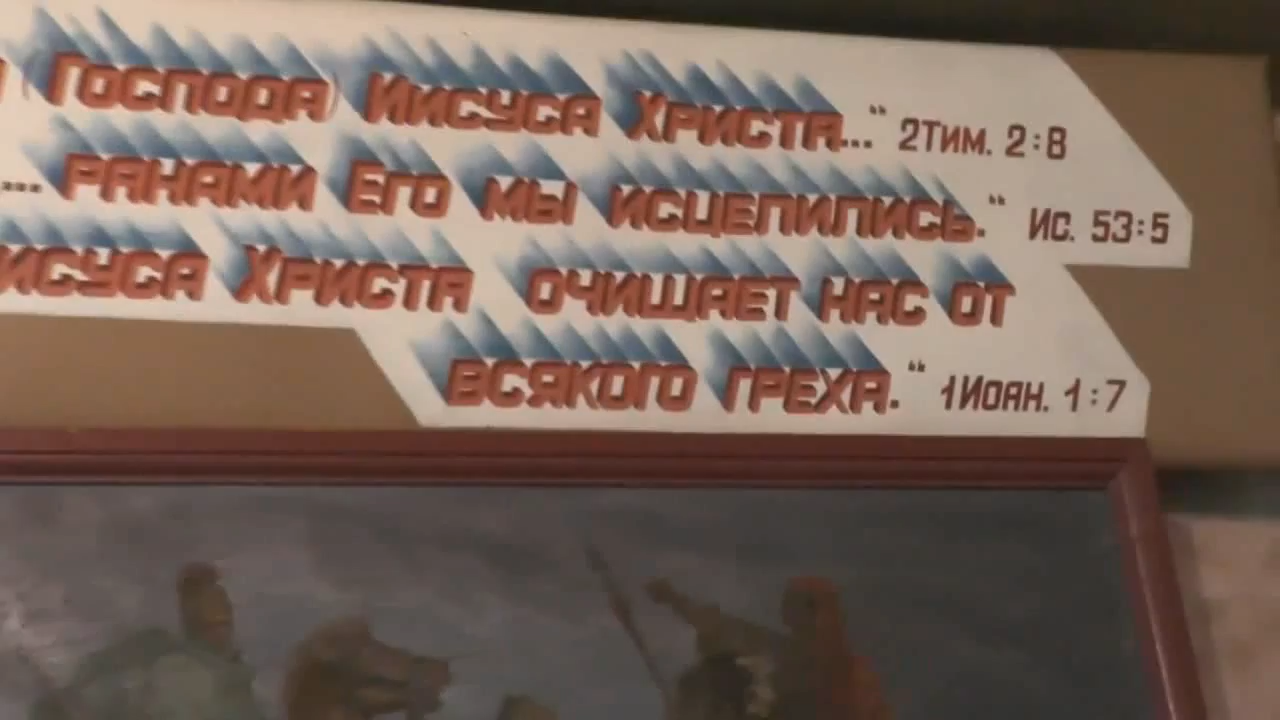 (Господа) Иисуса Христа..." 2Тим. 2:8
... ранами Его мы исцелились." Ис. 53:5
Иисуса Христа очищает нас от
всякого греха." 1Иоан. 1:7